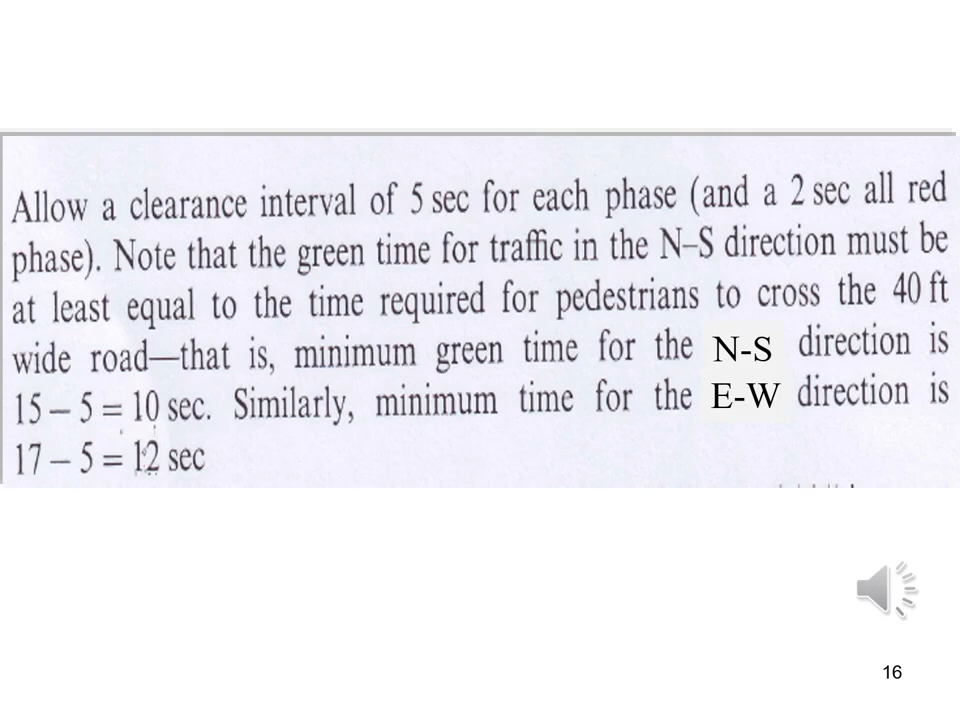 Allow a clearance interval of 5 sec for each phase (and a 2 sec all red
phase). Note that the green time for traffic in the N–S direction must be
at least equal to the time required for pedestrians to cross the 40 ft
wide road—that is, minimum green time for the N-S direction is
15 – 5 = 10 sec. Similarly, minimum time for the E-W direction is
17 – 5 = 12 sec
16